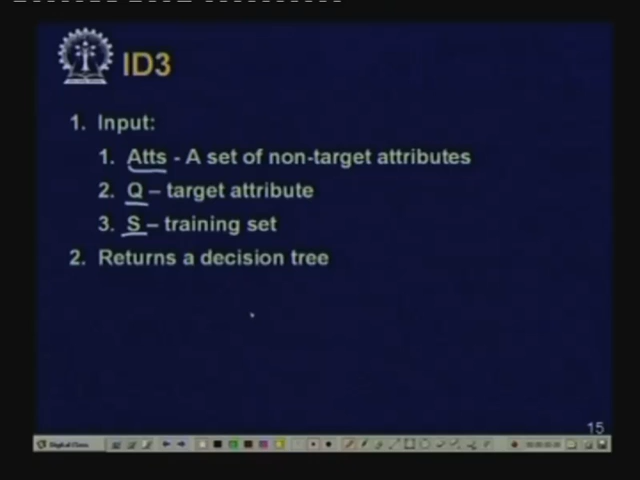 ID3
1. Input:
1. Atts - A set of non-target attributes
2. Q – target attribute
3. S – training set
2. Returns a decision tree
15